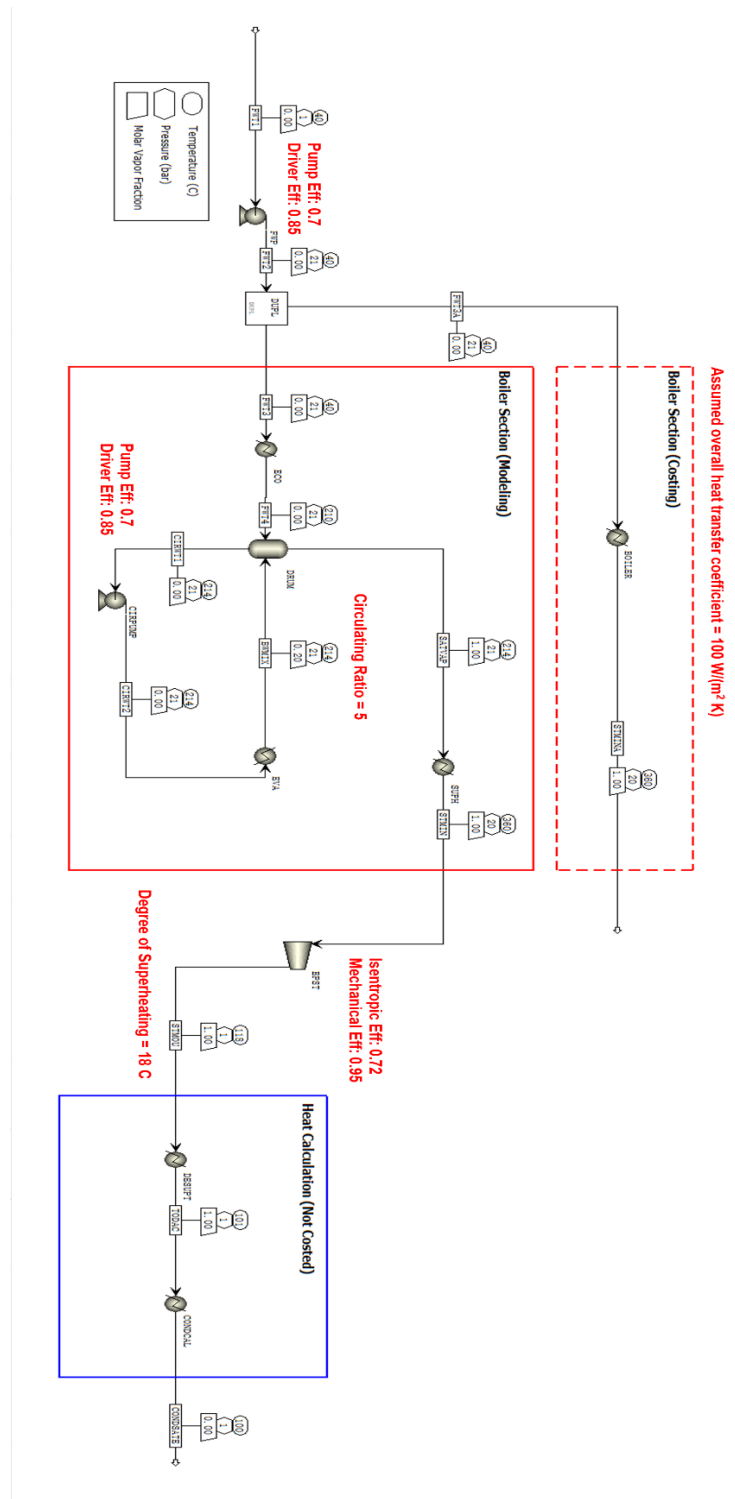 Assumed overall heat transfer coefficient = 100 W/(m² K)
Boiler Section (Costing)
BOILER
FWT3A
40
21
0.00
STMINA
360
20
1.00
Boiler Section (Modeling)
Circulating Ratio = 5
SATVAP
214
21
1.00
SUPH
STMIN
360
20
1.00
Isentropic Eff: 0.72
Mechanical Eff: 0.95
BPST
Pump Eff: 0.7
Driver Eff: 0.85
FWT1
40
1
0.00
FWP
FWT2
40
21
0.00
DUPL
DUPL
FWT3
40
21
0.00
ECO
FWT4
210
21
0.00
DRUM
BWMIX
214
21
0.20
EVA
CIRWT1
214
21
0.00
CIRPUMP
CIRWT2
214
21
0.00
Pump Eff: 0.7
Driver Eff: 0.85
Degree of Superheating = 18 C
STMOU
118
1
1.00
Heat Calculation (Not Costed)
DESUPT
TODAC
101
1
1.00
CONDCAL
CONDSATE
100
1
0.00
Temperature (C)
Pressure (bar)
Molar Vapor Fraction